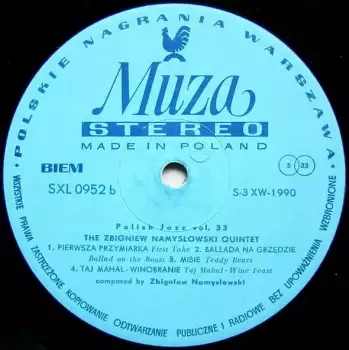 · POLSKIE NAGRANIA WARSZAWA ·
Muza
STEREO
MADE IN POLAND
BIEM
S 33
SXL 0952 b
S-3 XW-1990
Polish Jazz vol. 33
THE ZBIGNIEW NAMYSŁOWSKI QUINTET
1. PIERWSZA PRZYMIARKA First Take 2. BALLADA NA GRZĘDZIE
Ballad on the Roost 3. MISIE Teddy Bears
4. TAJ MAHAL-WINOBRANIE Taj Mahal-Wine Feast
composed by Zbigniew Namysłowski
WSZELKIE PRAWA ZASTRZEŻONE KOPIOWANIE ODTWARZANIE PUBLICZNE I RADIOWE BEZ UPOWAŻNIENIA WZBRONIONE